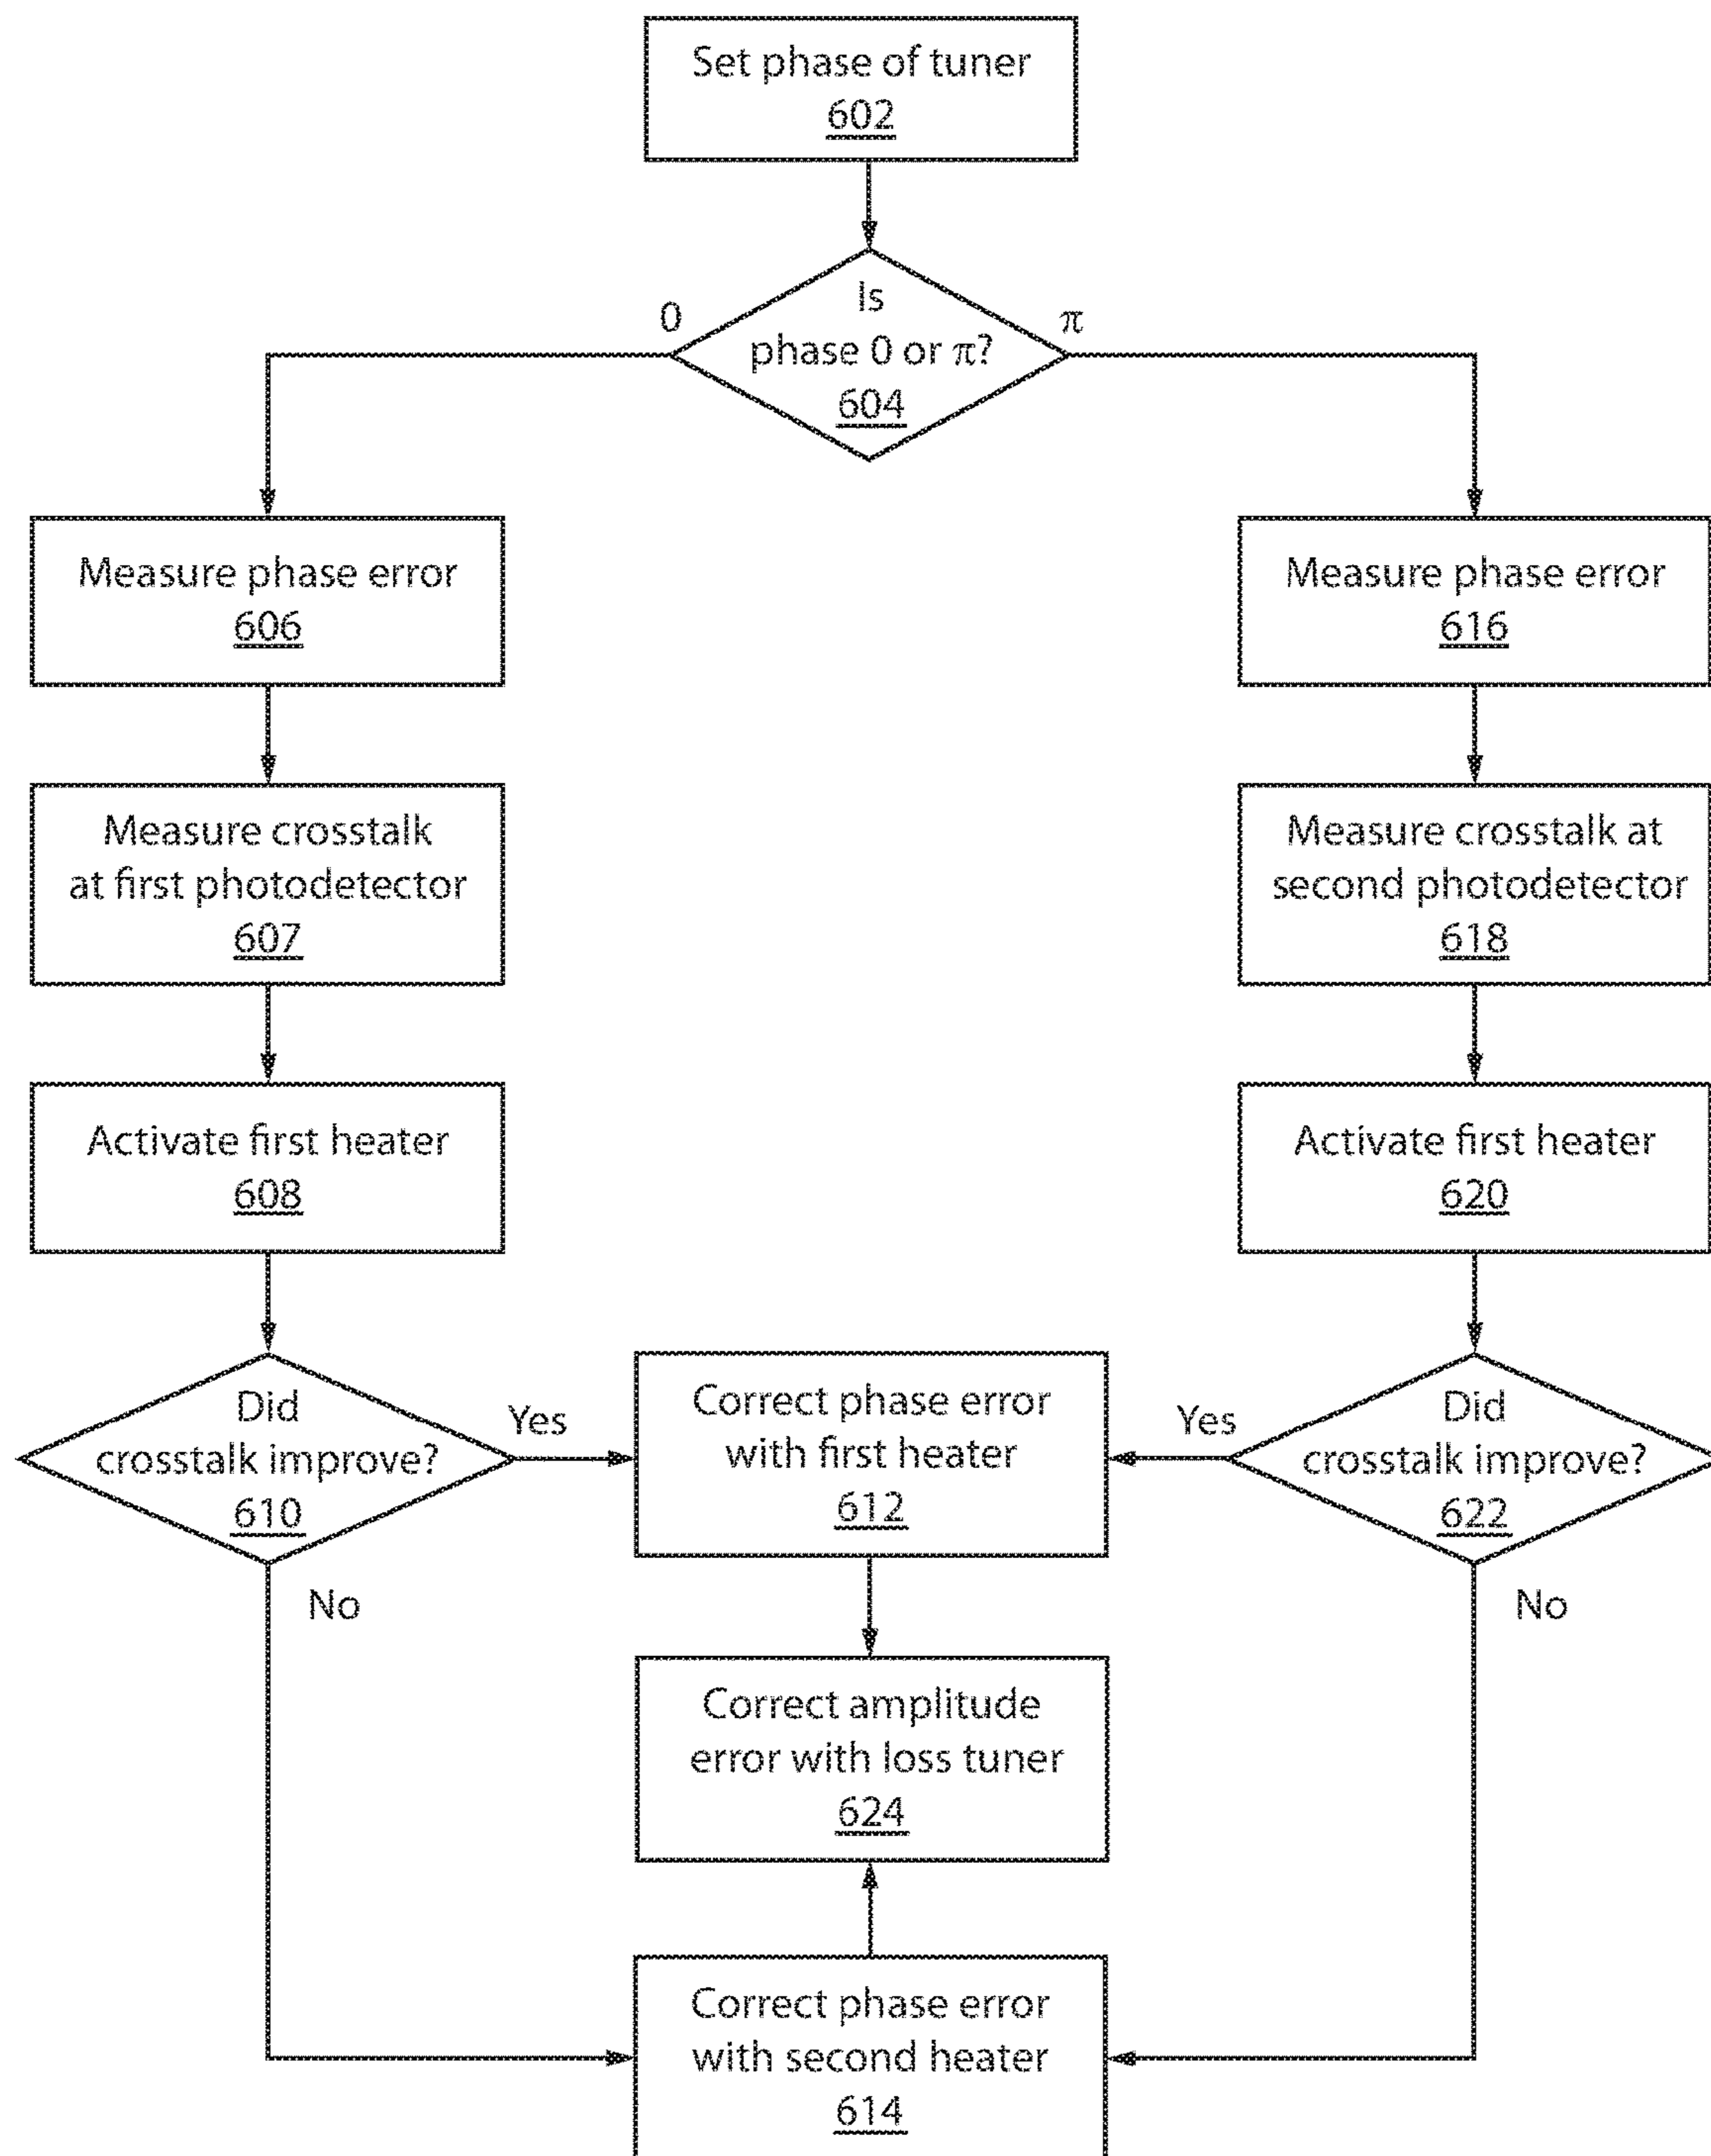 Set phase of tuner
602
Is
phase 0 or π?
604
0
π
Measure phase error
606
Measure phase error
616
Measure crosstalk
at first photodetector
607
Measure crosstalk at
second photodetector
618
Activate first heater
608
Activate first heater
620
Did
crosstalk improve?
610
Yes
No
Correct phase error
with first heater
612
Did
crosstalk improve?
622
Yes
No
Correct amplitude
error with loss tuner
624
Correct phase error
with second heater
614